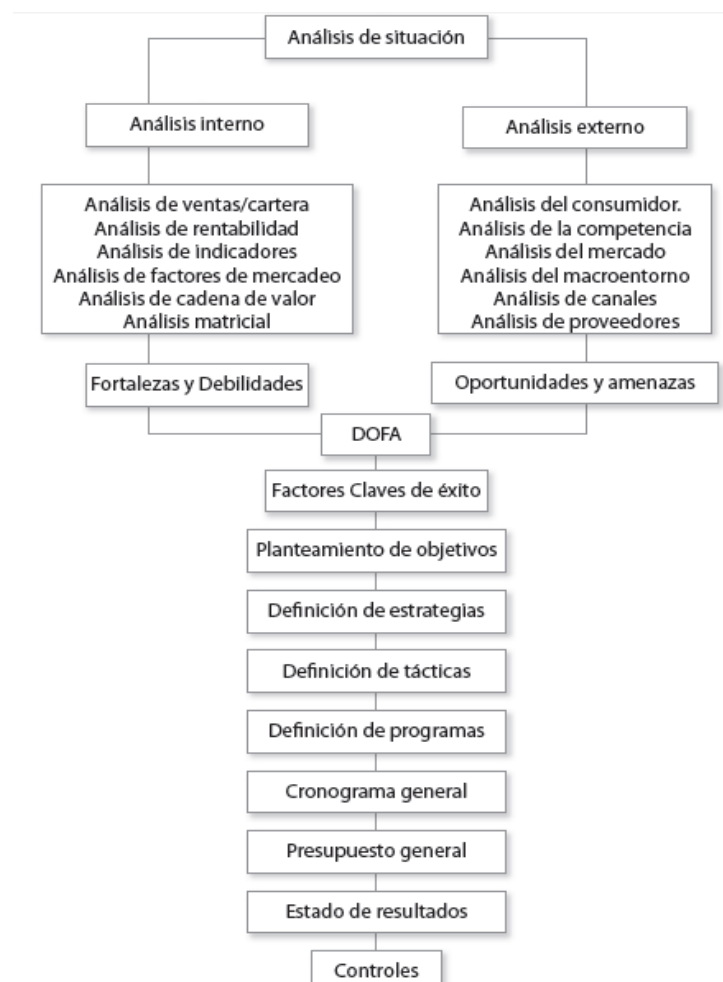 Análisis de situación
Análisis interno
Análisis externo
Análisis de ventas/cartera
Análisis de rentabilidad
Análisis de indicadores
Análisis de factores de mercadeo
Análisis de cadena de valor
Análisis matricial
Análisis del consumidor.
Análisis de la competencia
Análisis del mercado
Análisis del macroentorno
Análisis de canales
Análisis de proveedores
Fortalezas y Debilidades
Oportunidades y amenazas
DOFA
Factores Claves de éxito
Planteamiento de objetivos
Definición de estrategias
Definición de tácticas
Definición de programas
Cronograma general
Presupuesto general
Estado de resultados
Controles